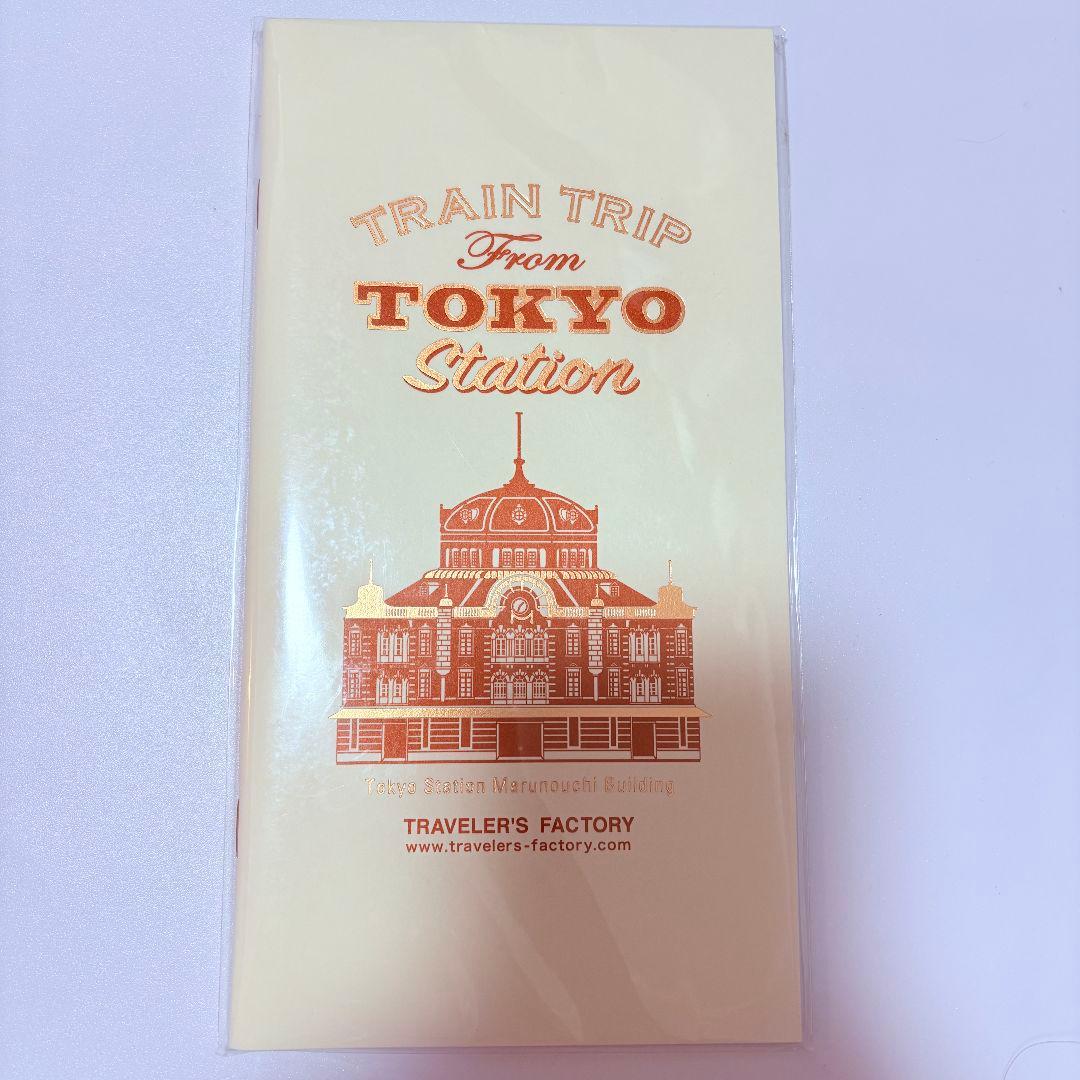 TRAIN TRIP
From
TOKYO
Station
Tokyo Station Marunouchi Building
TRAVELER'S FACTORY
www.travelers-factory.com